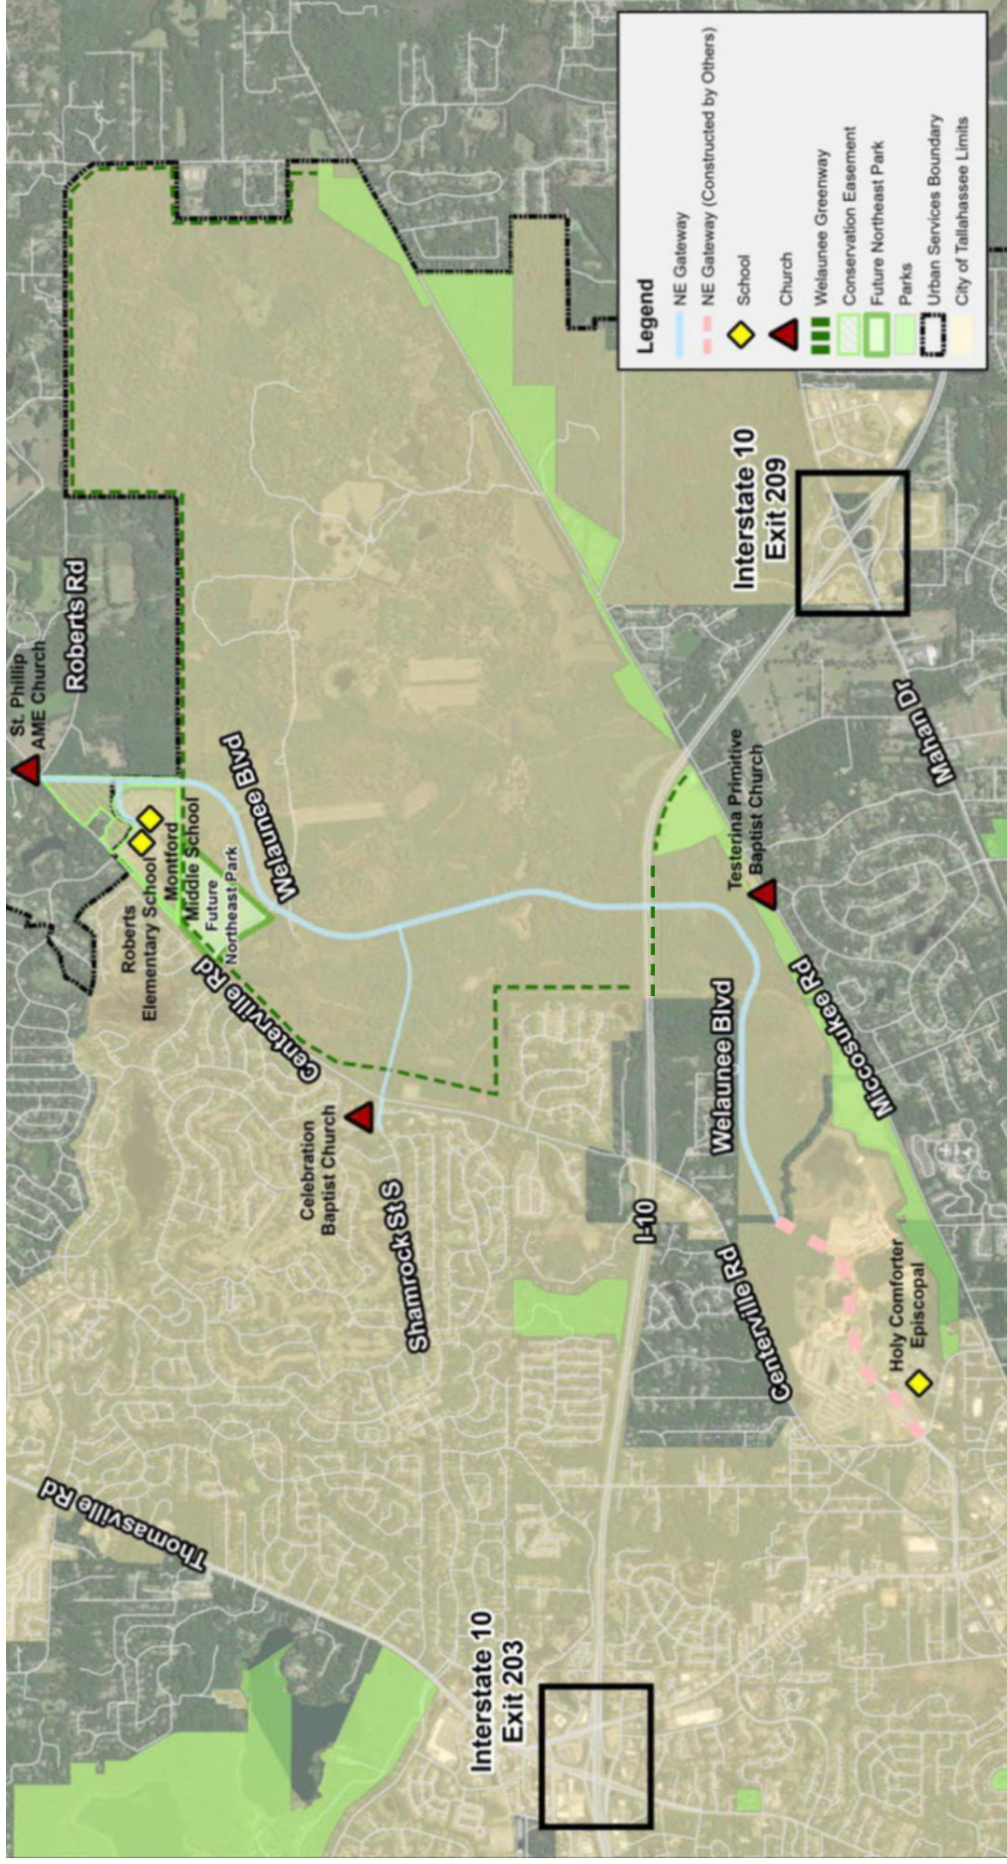 St. Phillip
AME Church
Roberts Rd
Roberts
Elementary School
Montford
Middle School
Future
Northeast Park
Welaunee Blvd
Centerville Rd
Thomasville Rd
Celebration
Baptist Church
Shamrock St S
Interstate 10
Exit 203
I-10
Centerville Rd
Welaunee Blvd
Testerina Primitive
Baptist Church
Miccosukee Rd
Holy Comforter
Episcopal
Interstate 10
Exit 209
Mahan Dr
Legend
NE Gateway
NE Gateway (Constructed by Others)
School
Church
Welaunee Greenway
Conservation Easement
Future Northeast Park
Parks
Urban Services Boundary
City of Tallahassee Limits